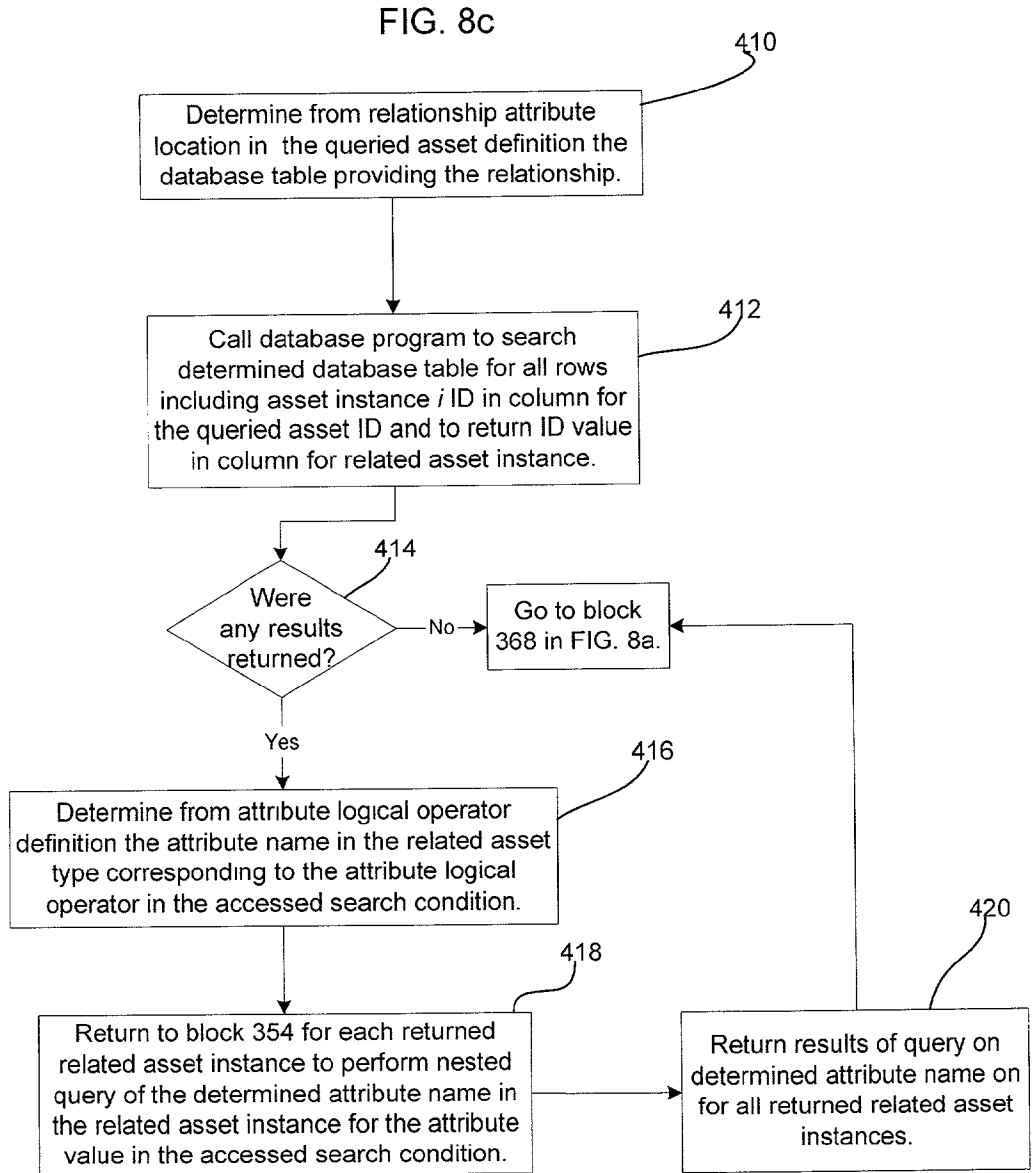 FIG. 8c
410
Determine from relationship attribute
location in the queried asset definition the
database table providing the relationship.
412
Call database program to search
determined database table for all rows
including asset instance i ID in column for
the queried asset ID and to return ID value
in column for related asset instance.
414
Were
any results
returned?
No
Go to block
368 in FIG. 8a.
Yes
416
Determine from attribute logical operator
definition the attribute name in the related asset
type corresponding to the attribute logical
operator in the accessed search condition.
418
Return to block 354 for each returned
related asset instance to perform nested
query of the determined attribute name in
the related asset instance for the attribute
value in the accessed search condition.
420
Return results of query on
determined attribute name on
for all returned related asset
instances.